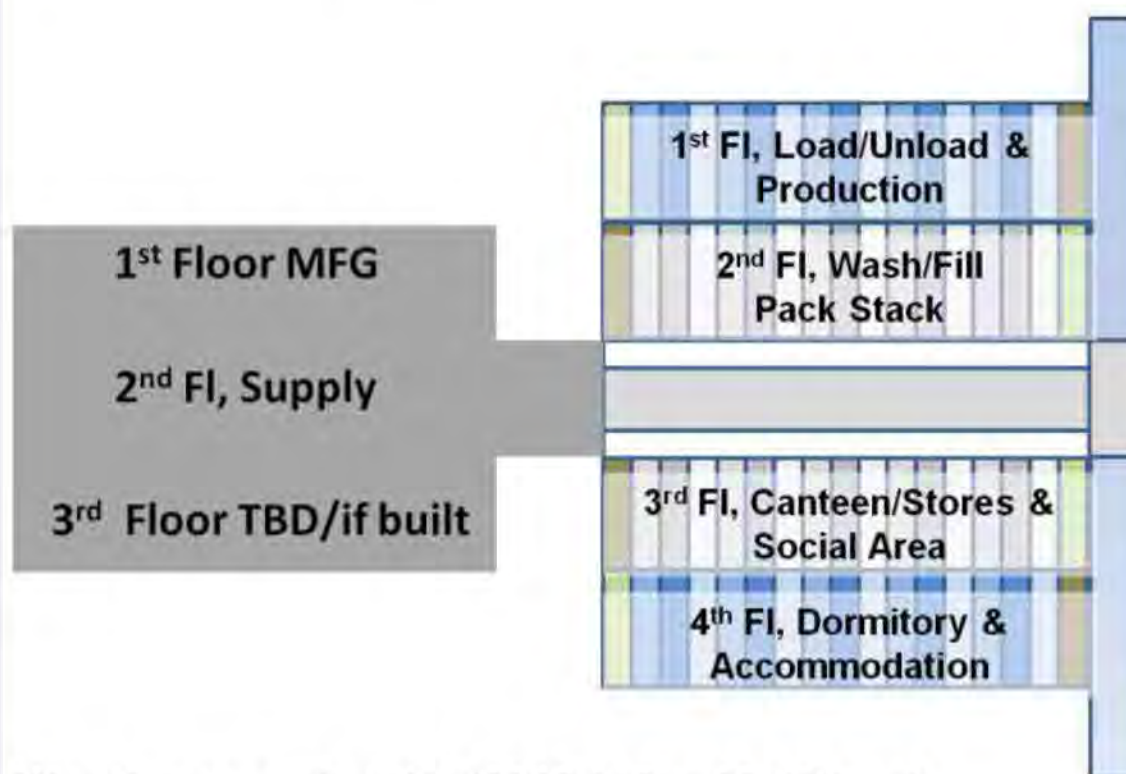 1st Fl, Load/Unload &
Production
2nd Fl, Wash/Fill
Pack Stack
1st Floor MFG
2nd Fl, Supply
3rd Floor TBD/if built
3rd Fl, Canteen/Stores &
Social Area
4th Fl, Dormitory &
Accommodation